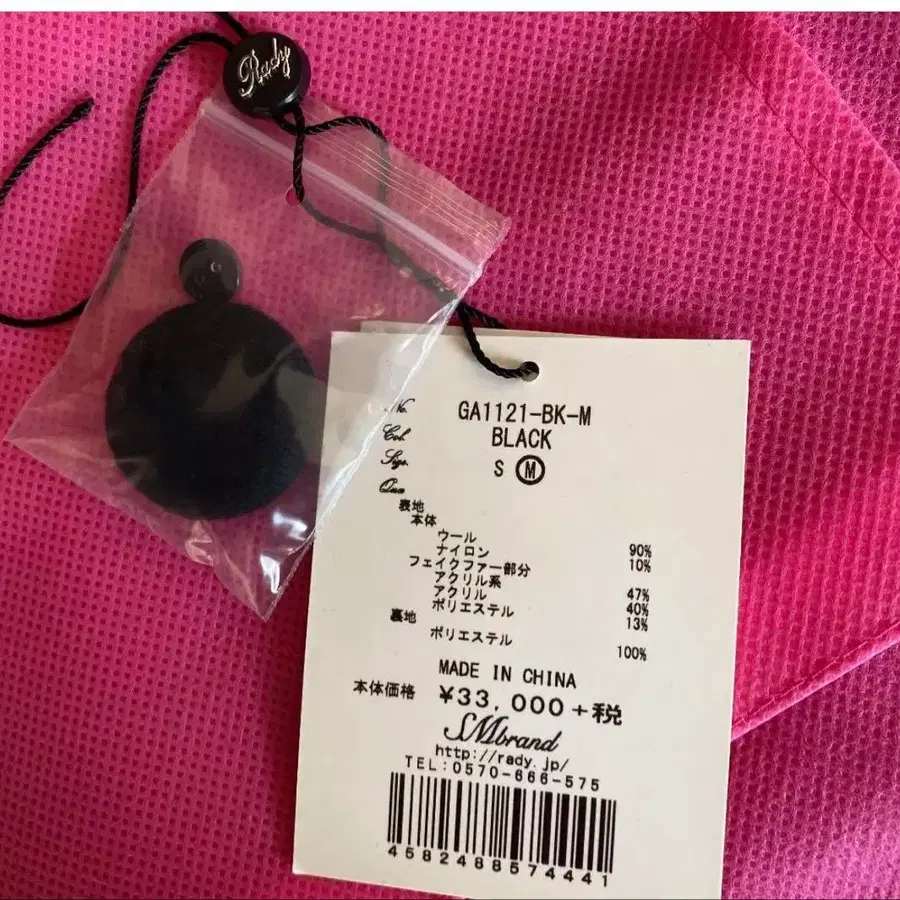 Rady
No. GA1121-BK-M
Col. BLACK
Size. S M
Qua
表地
本体
ウール 90%
ナイロン 10%
フェイクファー部分
アクリル系 47%
アクリル 40%
ポリエステル 13%
裏地
ポリエステル 100%
MADE IN CHINA
本体価格 ¥33,000+税
SMbrand
http://rady.jp/
TEL:0570-666-575
4582488574441